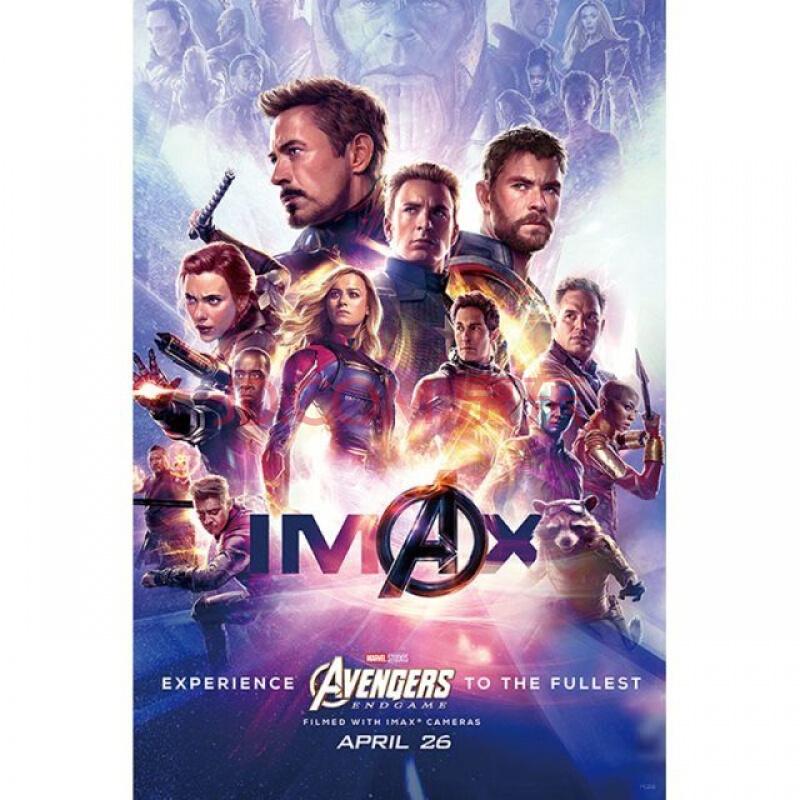 IMAX
MARVEL STUDIOS
EXPERIENCE AVENGERS TO THE FULLEST
ENDGAME
FILMED WITH IMAX® CAMERAS
APRIL 26